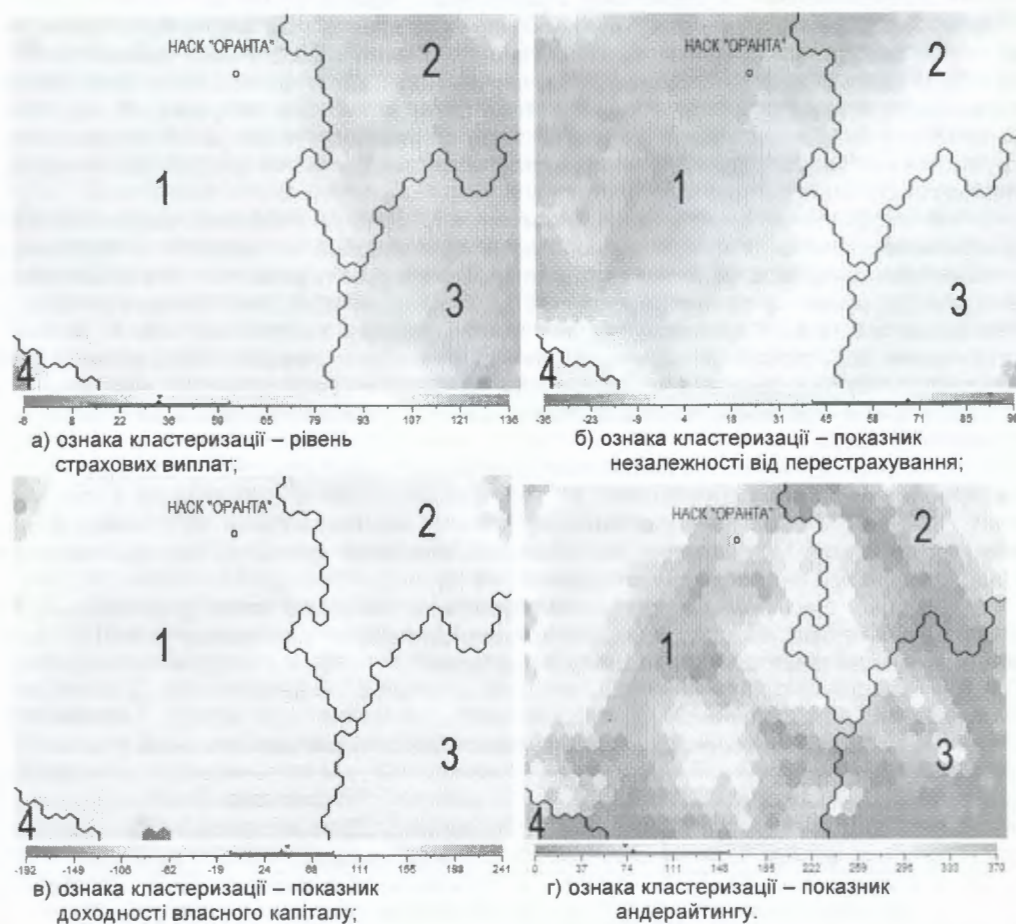 НАСК "ОРАНТА"
2
1
3
4
-6 8 22 36 50 65 79 93 107 121 136
а) ознака кластеризації – рівень
страхових виплат;
НАСК "ОРАНТА"
2
1
3
4
-36 -23 -9 4 18 31 45 58 72 85 90
б) ознака кластеризації – показник
незалежності від перестрахування;
НАСК "ОРАНТА"
2
1
3
4
-192 -149 -106 -62 -19 24 68 111 155 198 241
в) ознака кластеризації – показник
доходності власного капіталу;
НАСК "ОРАНТА"
2
1
3
4
0 37 74 111 148 185 222 259 296 333 370
г) ознака кластеризації – показник
андерайтингу.